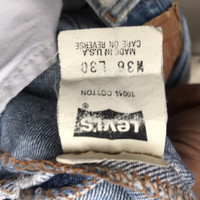 Levi's
100% COTTON
W36 L30
MADE IN U.S.A.
CARE ON REVERSE